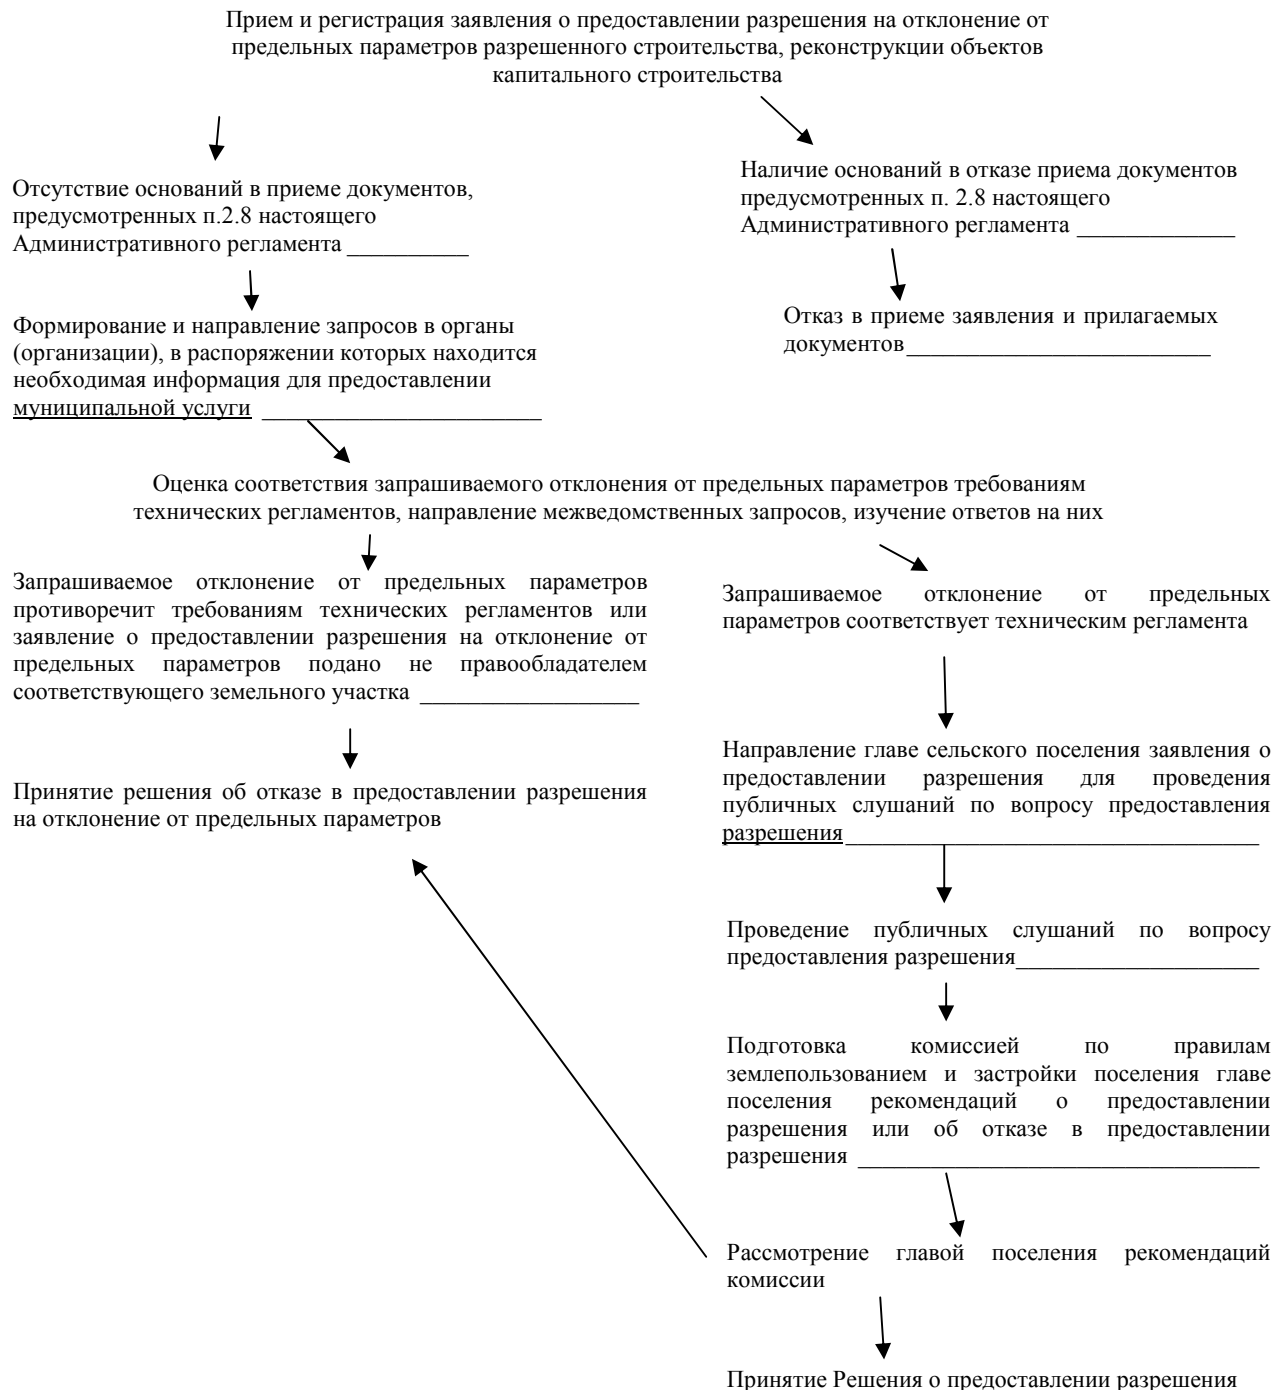 Прием и регистрация заявления о предоставлении разрешения на отклонение от
предельных параметров разрешенного строительства, реконструкции объектов
капитального строительства
Отсутствие оснований в приеме документов,
предусмотренных п.2.8 настоящего
Административного регламента __________
Наличие оснований в отказе приема документов
предусмотренных п. 2.8 настоящего
Административного регламента _____________
Формирование и направление запросов в органы
(организации), в распоряжении которых находится
необходимая информация для предоставлении
муниципальной услуги _______________________
Отказ в приеме заявления и прилагаемых
документов_________________________
Оценка соответствия запрашиваемого отклонения от предельных параметров требованиям
технических регламентов, направление межведомственных запросов, изучение ответов на них
Запрашиваемое отклонение от предельных параметров
противоречит требованиям технических регламентов или
заявление о предоставлении разрешения на отклонение от
предельных параметров подано не правообладателем
соответствующего земельного участка __________________
Принятие решения об отказе в предоставлении разрешения
на отклонение от предельных параметров
Запрашиваемое отклонение от предельных
параметров соответствует техническим регламента
Направление главе сельского поселения заявления о
предоставлении разрешения для проведения
публичных слушаний по вопросу предоставления
разрешения__________________________________
Проведение публичных слушаний по вопросу
предоставления разрешения____________________
Подготовка комиссией по правилам
землепользованием и застройки поселения главе
поселения рекомендаций о предоставлении
разрешения или об отказе в предоставлении
разрешения _________________________________
Рассмотрение главой поселения рекомендаций
комиссии
Принятие Решения о предоставлении разрешения